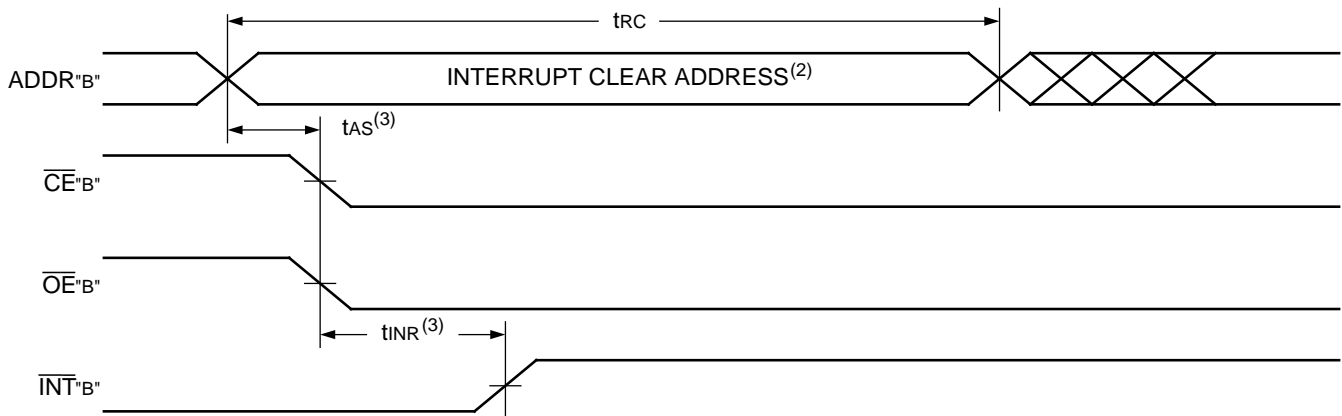 tRC
ADDR"B"
INTERRUPT CLEAR ADDRESS(2)
tAS(3)
CE"B"
OE"B"
tINR(3)
INT"B"